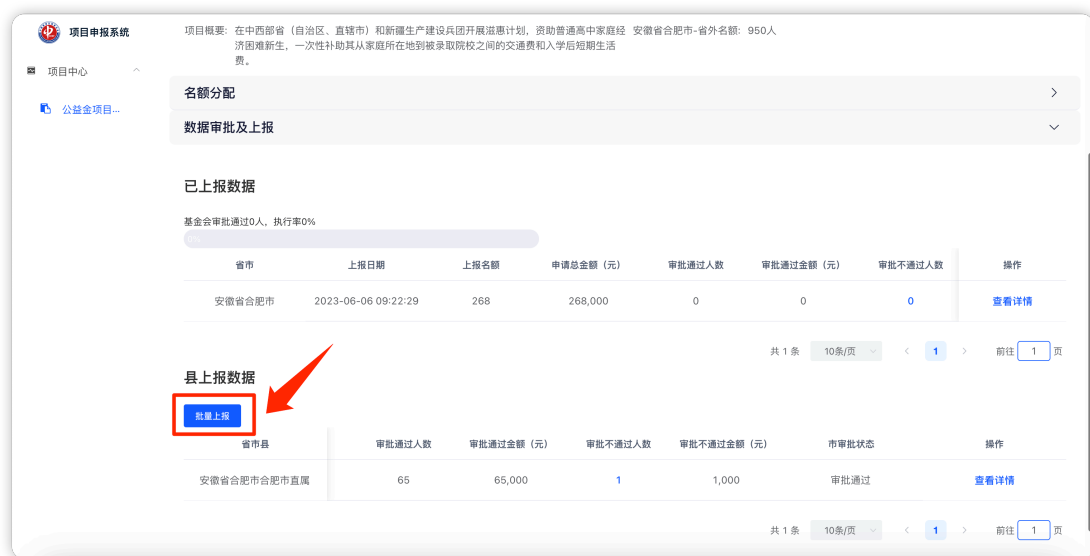 项目申报系统
项目概要: 在中西部省（自治区、直辖市）和新疆生产建设兵团开展滋惠计划，资助普通高中家庭经 安徽省合肥市-省外名额: 950人
济困难新生，一次性补助其从家庭所在地到被录取院校之间的交通费和入学后短期生活
费。
项目中心
公益金项目...
名额分配
数据审批及上报
已上报数据
基金会审批通过0人，执行率0%
0%
省市 上报日期 上报名额 申请总金额（元） 审批通过人数 审批通过金额（元） 审批不通过人数 操作
安徽省合肥市 2023-06-06 09:22:29 268 268,000 0 0 0 查看详情
共 1 条 10条/页 1 前往 1 页
县上报数据
批量上报
省市县 审批通过人数 审批通过金额（元） 审批不通过人数 审批不通过金额（元） 市审批状态 操作
安徽省合肥市合肥市直属 65 65,000 1 1,000 审批通过 查看详情
共 1 条 10条/页 1 前往 1 页